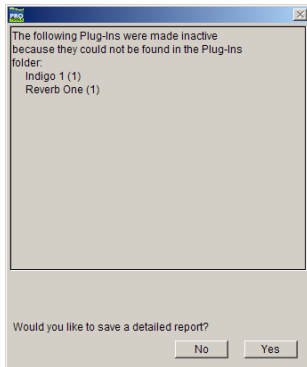 PRO
The following Plug-Ins were made inactive
because they could not be found in the Plug-Ins
folder:
Indigo 1 (1)
Reverb One (1)
Would you like to save a detailed report?
No Yes